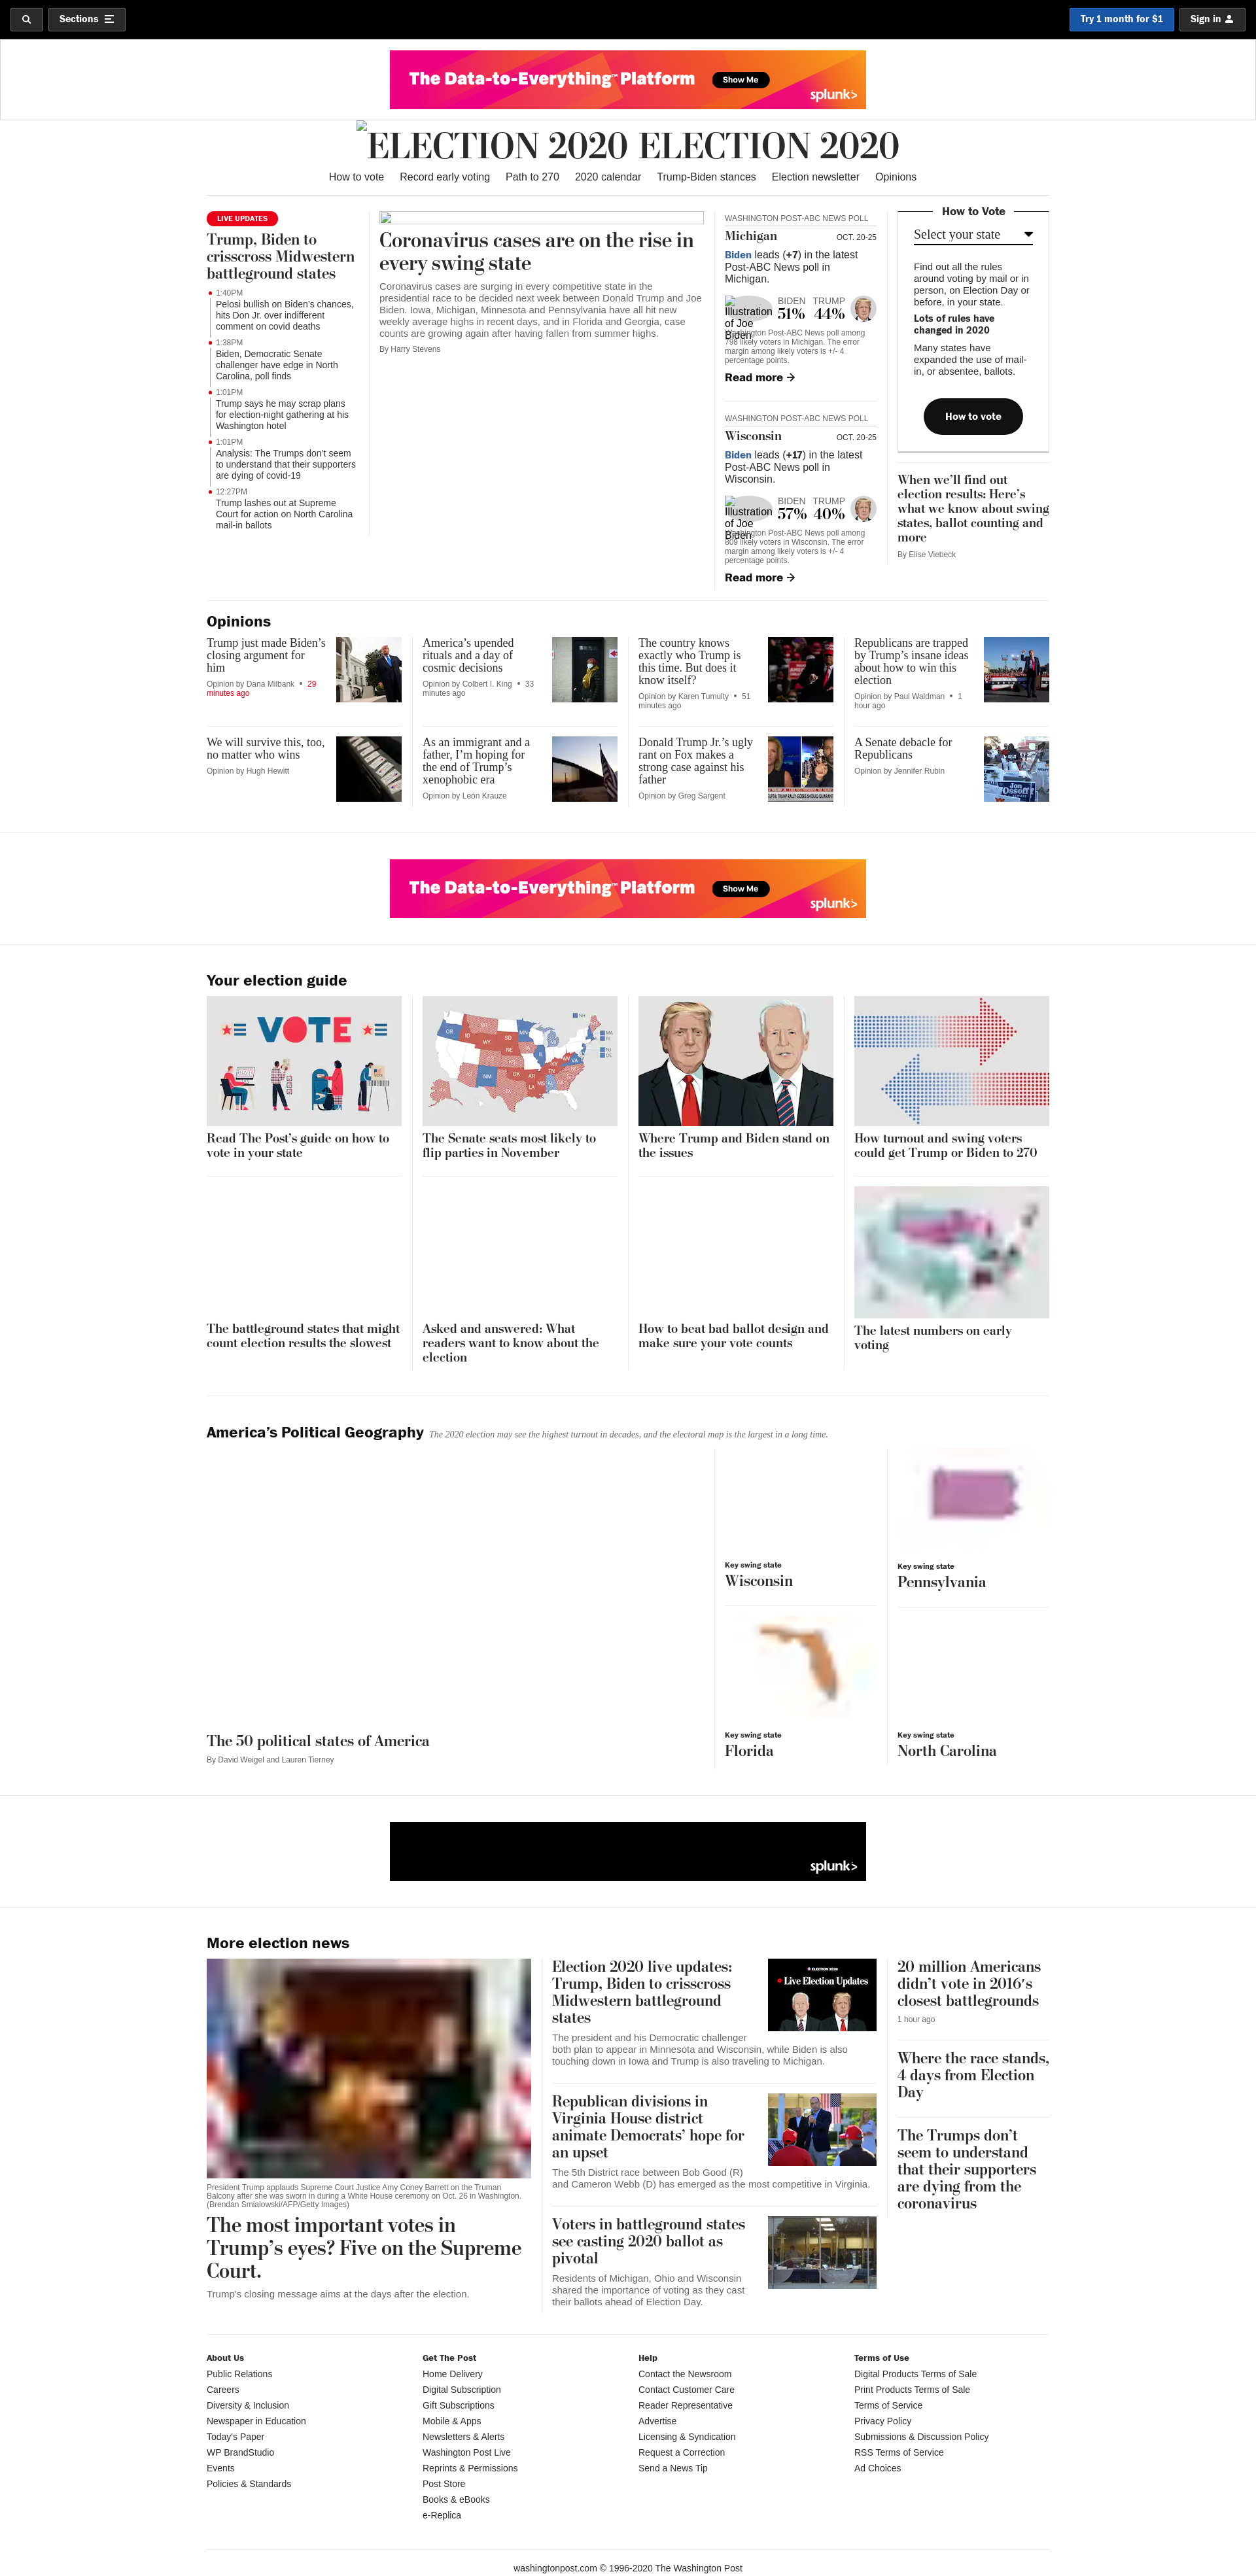 Sections
Try 1 month for $1
Sign in
The Data-to-Everything™ Platform
Show Me
splunk>
ELECTION 2020 ELECTION 2020
How to vote
Record early voting
Path to 270
2020 calendar
Trump-Biden stances
Election newsletter
Opinions
LIVE UPDATES
Trump, Biden to
crisscross Midwestern
battleground states
1:40PM
Pelosi bullish on Biden's chances,
hits Don Jr. over indifferent
comment on covid deaths
1:38PM
Biden, Democratic Senate
challenger have edge in North
Carolina, poll finds
1:01PM
Trump says he may scrap plans
for election-night gathering at his
Washington hotel
1:01PM
Analysis: The Trumps don't seem
to understand that their supporters
are dying of covid-19
12:27PM
Trump lashes out at Supreme
Court for action on North Carolina
mail-in ballots
Coronavirus cases are on the rise in
every swing state
Coronavirus cases are surging in every competitive state in the
presidential race to be decided next week between Donald Trump and Joe
Biden. Iowa, Michigan, Minnesota and Pennsylvania have all hit new
weekly average highs in recent days, and in Florida and Georgia, case
counts are growing again after having fallen from summer highs.
By Harry Stevens
WASHINGTON POST-ABC NEWS POLL
Michigan
OCT. 20-25
Biden leads (+7) in the latest
Post-ABC News poll in
Michigan.
Illustration
of Joe
Biden
BIDEN
51%
TRUMP
44%
Washington Post-ABC News poll among
798 likely voters in Michigan. The error
margin among likely voters is +/- 4
percentage points.
Read more →
WASHINGTON POST-ABC NEWS POLL
Wisconsin
OCT. 20-25
Biden leads (+17) in the latest
Post-ABC News poll in
Wisconsin.
Illustration
of Joe
Biden
BIDEN
57%
TRUMP
40%
Washington Post-ABC News poll among
809 likely voters in Wisconsin. The error
margin among likely voters is +/- 4
percentage points.
Read more →
How to Vote
Select your state
Find out all the rules
around voting by mail or in
person, on Election Day or
before, in your state.
Lots of rules have
changed in 2020
Many states have
expanded the use of mail-
in, or absentee, ballots.
How to vote
When we'll find out
election results: Here's
what we know about swing
states, ballot counting and
more
By Elise Viebeck
Opinions
Trump just made Biden's
closing argument for
him
Opinion by Dana Milbank • 29
minutes ago
America's upended
rituals and a day of
cosmic decisions
Opinion by Colbert I. King • 33
minutes ago
The country knows
exactly who Trump is
this time. But does it
know itself?
Opinion by Karen Tumulty • 51
minutes ago
Republicans are trapped
by Trump's insane ideas
about how to win this
election
Opinion by Paul Waldman • 1
hour ago
We will survive this, too,
no matter who wins
Opinion by Hugh Hewitt
As an immigrant and a
father, I'm hoping for
the end of Trump's
xenophobic era
Opinion by León Krauze
Donald Trump Jr.'s ugly
rant on Fox makes a
strong case against his
father
Opinion by Greg Sargent
A Senate debacle for
Republicans
Opinion by Jennifer Rubin
Jon
Ossoff
The Data-to-Everything™ Platform
Show Me
splunk>
Your election guide
VOTE
Read The Post's guide on how to
vote in your state
The Senate seats most likely to
flip parties in November
Where Trump and Biden stand on
the issues
How turnout and swing voters
could get Trump or Biden to 270
The battleground states that might
count election results the slowest
Asked and answered: What
readers want to know about the
election
How to beat bad ballot design and
make sure your vote counts
The latest numbers on early
voting
America's Political Geography The 2020 election may see the highest turnout in decades, and the electoral map is the largest in a long time.
The 50 political states of America
By David Weigel and Lauren Tierney
Key swing state
Wisconsin
Key swing state
Pennsylvania
Key swing state
Florida
Key swing state
North Carolina
splunk>
More election news
President Trump applauds Supreme Court Justice Amy Coney Barrett on the Truman
Balcony after she was sworn in during a White House ceremony on Oct. 26 in Washington.
(Brendan Smialowski/AFP/Getty Images)
The most important votes in
Trump's eyes? Five on the Supreme
Court.
Trump's closing message aims at the days after the election.
Election 2020 live updates:
Trump, Biden to crisscross
Midwestern battleground
states
ELECTION 2020
Live Election Updates
The president and his Democratic challenger
both plan to appear in Minnesota and Wisconsin, while Biden is also
touching down in Iowa and Trump is also traveling to Michigan.
Republican divisions in
Virginia House district
animate Democrats' hope for
an upset
The 5th District race between Bob Good (R)
and Cameron Webb (D) has emerged as the most competitive in Virginia.
Voters in battleground states
see casting 2020 ballot as
pivotal
Residents of Michigan, Ohio and Wisconsin
shared the importance of voting as they cast
their ballots ahead of Election Day.
20 million Americans
didn't vote in 2016's
closest battlegrounds
1 hour ago
Where the race stands,
4 days from Election
Day
The Trumps don't
seem to understand
that their supporters
are dying from the
coronavirus
About Us
Public Relations
Careers
Diversity & Inclusion
Newspaper in Education
Today's Paper
WP BrandStudio
Events
Policies & Standards
Get The Post
Home Delivery
Digital Subscription
Gift Subscriptions
Mobile & Apps
Newsletters & Alerts
Washington Post Live
Reprints & Permissions
Post Store
Books & eBooks
e-Replica
Help
Contact the Newsroom
Contact Customer Care
Reader Representative
Advertise
Licensing & Syndication
Request a Correction
Send a News Tip
Terms of Use
Digital Products Terms of Sale
Print Products Terms of Sale
Terms of Service
Privacy Policy
Submissions & Discussion Policy
RSS Terms of Service
Ad Choices
washingtonpost.com © 1996-2020 The Washington Post